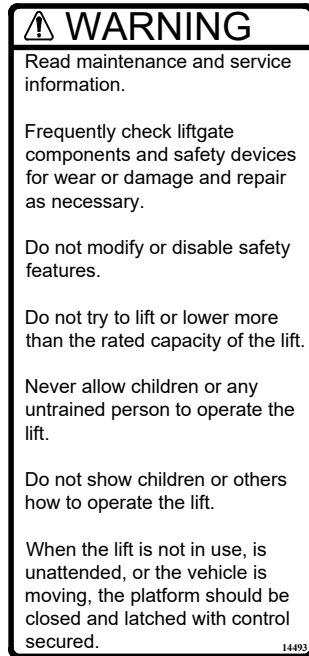 WARNING
Read maintenance and service
information.
Frequently check liftgate
components and safety devices
for wear or damage and repair
as necessary.
Do not modify or disable safety
features.
Do not try to lift or lower more
than the rated capacity of the lift.
Never allow children or any
untrained person to operate the
lift.
Do not show children or others
how to operate the lift.
When the lift is not in use, is
unattended, or the vehicle is
moving, the platform should be
closed and latched with control
secured.
14493